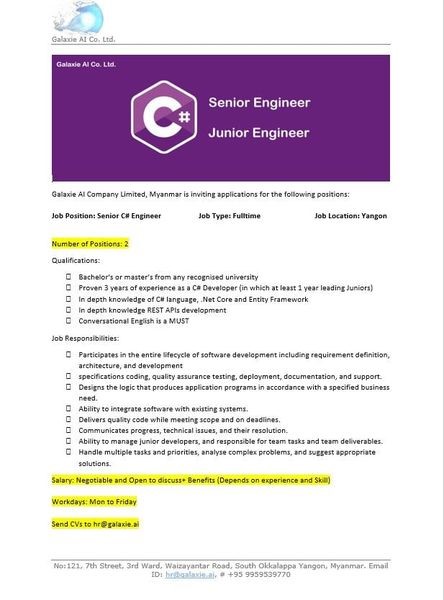 Galaxie AI Co. Ltd.
Galaxie AI Co. Ltd.
C#
Senior Engineer
Junior Engineer
Galaxie AI Company Limited, Myanmar is inviting applications for the following positions:
Job Position: Senior C# Engineer Job Type: Fulltime Job Location: Yangon
Number of Positions: 2
Qualifications:
Bachelor's or master's from any recognised university
Proven 3 years of experience as a C# Developer (in which at least 1 year leading Juniors)
In depth knowledge of C# language, .Net Core and Entity Framework
In depth knowledge REST APIs development
Conversational English is a MUST
Job Responsibilities:
Participates in the entire lifecycle of software development including requirement definition,
architecture, and development
specifications coding, quality assurance testing, deployment, documentation, and support.
Designs the logic that produces application programs in accordance with a specified business
need.
Ability to integrate software with existing systems.
Delivers quality code while meeting scope and on deadlines.
Communicates progress, technical issues, and their resolution.
Ability to manage junior developers, and responsible for team tasks and team deliverables.
Handle multiple tasks and priorities, analyse complex problems, and suggest appropriate
solutions.
Salary: Negotiable and Open to discuss+ Benefits (Depends on experience and Skill)
Workdays: Mon to Friday
Send CVs to hr@galaxie.ai
No:121, 7th Street, 3rd Ward, Waizayantar Road, South Okkalappa Yangon, Myanmar. Email
ID: hr@galaxie.ai, # +95 9959539770